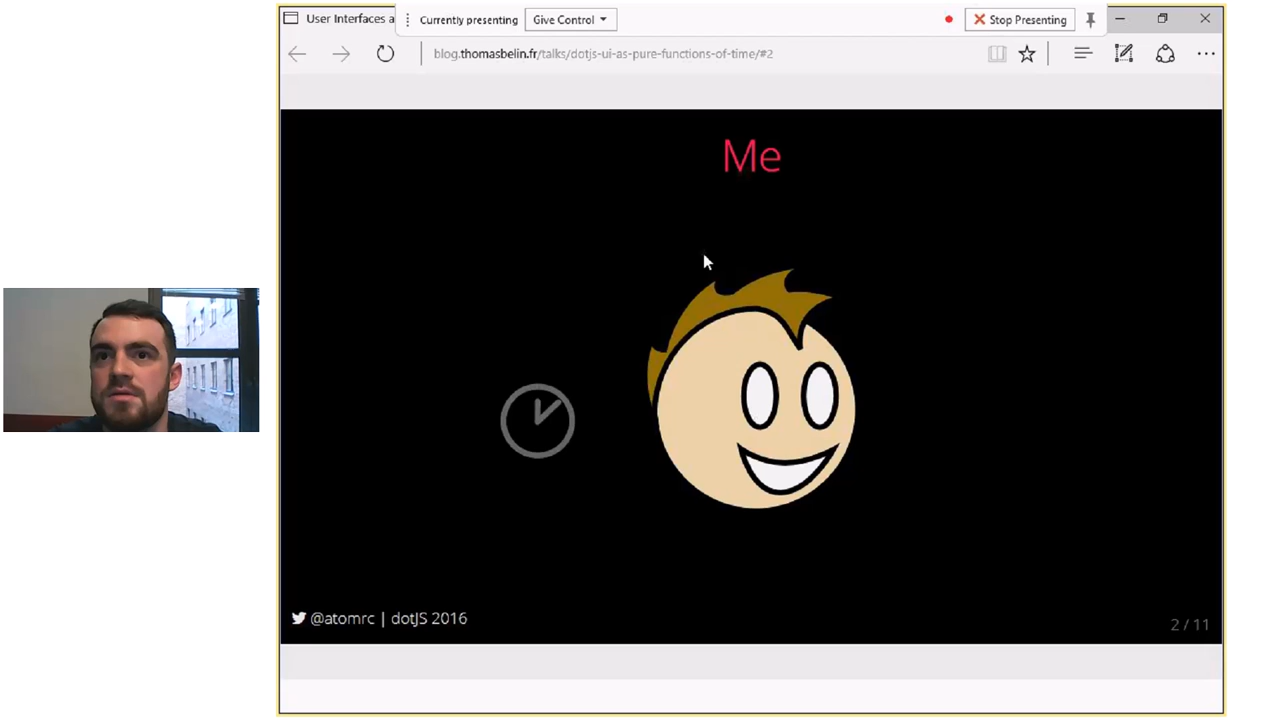 User Interfaces a
Currently presenting
Give Control
Stop Presenting
blog.thomasbelin.fr/talks/dotjs-ui-as-pure-functions-of-time/#2
Me
@atomrc | dotJS 2016
2 / 11